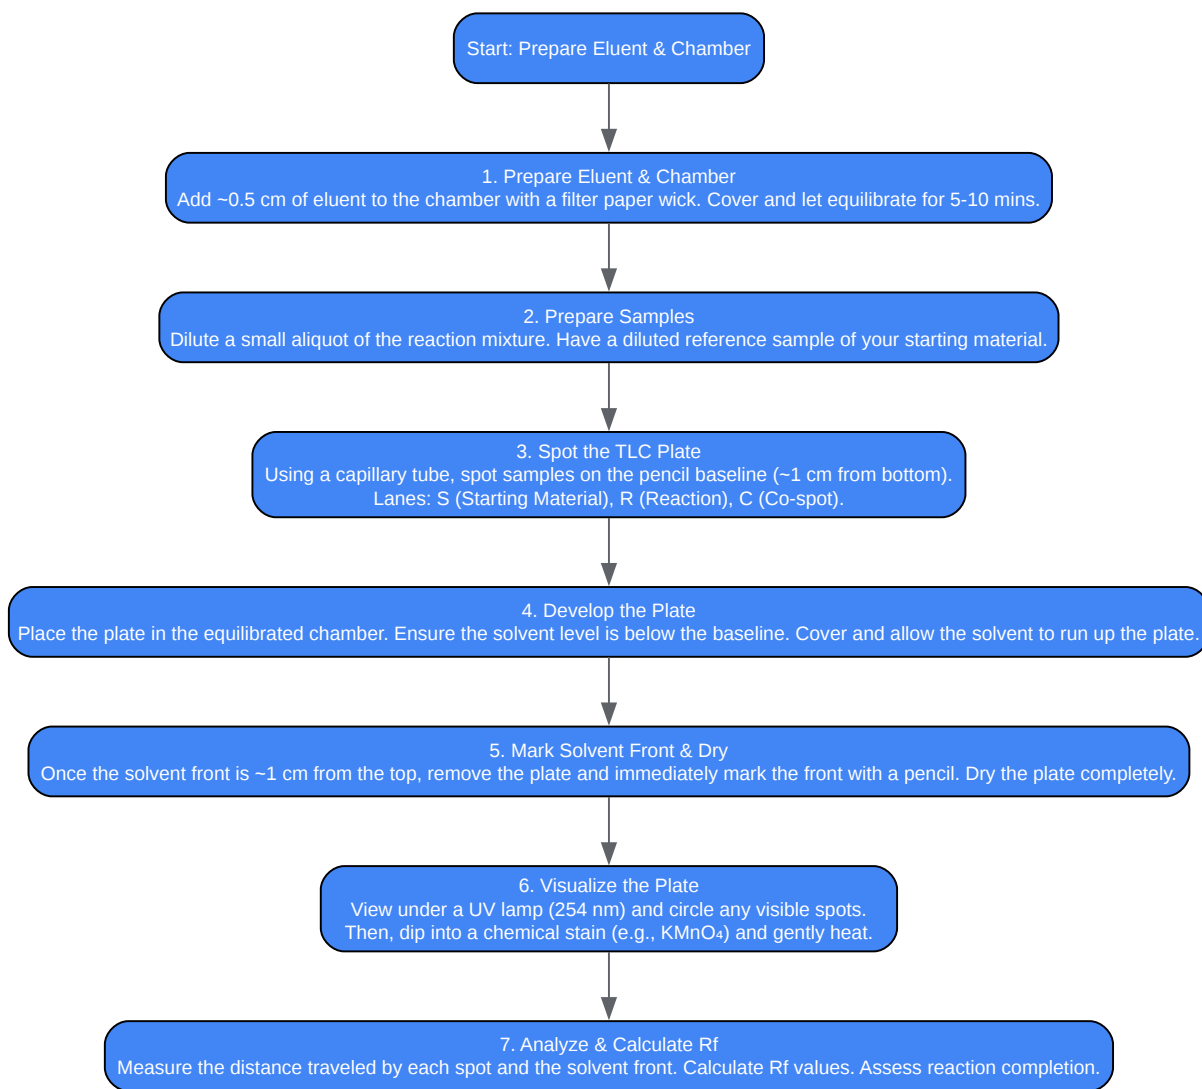 Start: Prepare Eluent & Chamber
1. Prepare Eluent & Chamber
Add ~0.5 cm of eluent to the chamber with a filter paper wick. Cover and let equilibrate for 5-10 mins.
2. Prepare Samples
Dilute a small aliquot of the reaction mixture. Have a diluted reference sample of your starting material.
3. Spot the TLC Plate
Using a capillary tube, spot samples on the pencil baseline (~1 cm from bottom).
Lanes: S (Starting Material), R (Reaction), C (Co-spot).
4. Develop the Plate
Place the plate in the equilibrated chamber. Ensure the solvent level is below the baseline. Cover and allow the solvent to run up the plate.
5. Mark Solvent Front & Dry
Once the solvent front is ~1 cm from the top, remove the plate and immediately mark the front with a pencil. Dry the plate completely.
6. Visualize the Plate
View under a UV lamp (254 nm) and circle any visible spots.
Then, dip into a chemical stain (e.g., KMnO₄) and gently heat.
7. Analyze & Calculate Rf
Measure the distance traveled by each spot and the solvent front. Calculate Rf values. Assess reaction completion.